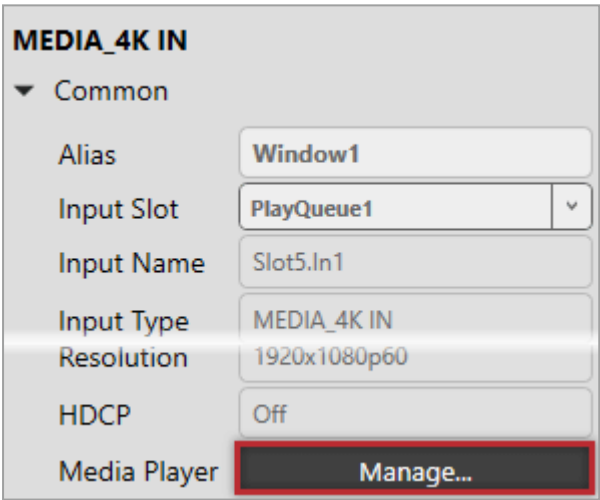 MEDIA_4K IN
Common
Alias Window1
Input Slot PlayQueue1
Input Name Slot5.In1
Input Type MEDIA_4K IN
Resolution 1920x1080p60
HDCP Off
Media Player Manage...